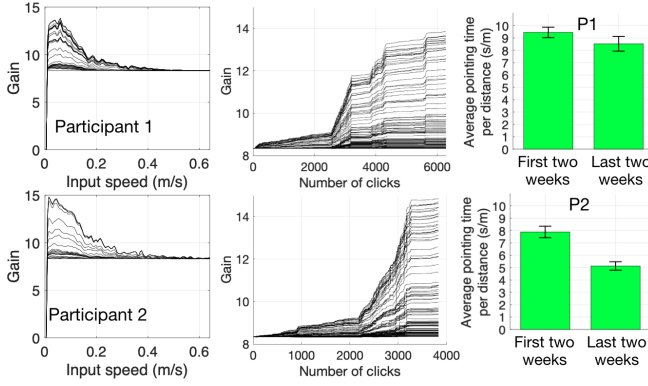 15
10
5
0
Gain
Participant 1
0 0.2 0.4 0.6
Input speed (m/s)
14
12
10
8
Gain
0 2000 4000 6000
Number of clicks
P1
10
9
8
7
6
5
4
3
2
1
0
Average pointing time
per distance (s/m)
First two
weeks
Last two
weeks
15
10
5
0
Gain
Participant 2
0 0.2 0.4 0.6
Input speed (m/s)
14
12
10
8
Gain
0 1000 2000 3000 4000
Number of clicks
P2
10
9
8
7
6
5
4
3
2
1
0
Average pointing time
per distance (s/m)
First two
weeks
Last two
weeks